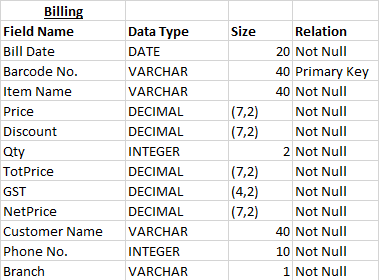 Billing
Field Name Data Type Size Relation
Bill Date DATE 20 Not Null
Barcode No. VARCHAR 40 Primary Key
Item Name VARCHAR 40 Not Null
Price DECIMAL (7,2) Not Null
Discount DECIMAL (7,2) Not Null
Qty INTEGER 2 Not Null
TotPrice DECIMAL (7,2) Not Null
GST DECIMAL (4,2) Not Null
NetPrice DECIMAL (7,2) Not Null
Customer Name VARCHAR 40 Not Null
Phone No. INTEGER 10 Not Null
Branch VARCHAR 1 Not Null